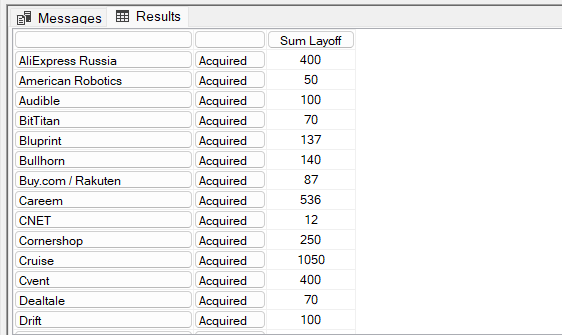 Messages Results
Sum Layoff
AliExpress Russia Acquired 400
American Robotics Acquired 50
Audible Acquired 100
BitTitan Acquired 70
Bluprint Acquired 137
Bullhorn Acquired 140
Buy.com / Rakuten Acquired 87
Careem Acquired 536
CNET Acquired 12
Cornershop Acquired 250
Cruise Acquired 1050
Cvent Acquired 400
Dealtale Acquired 70
Drift Acquired 100